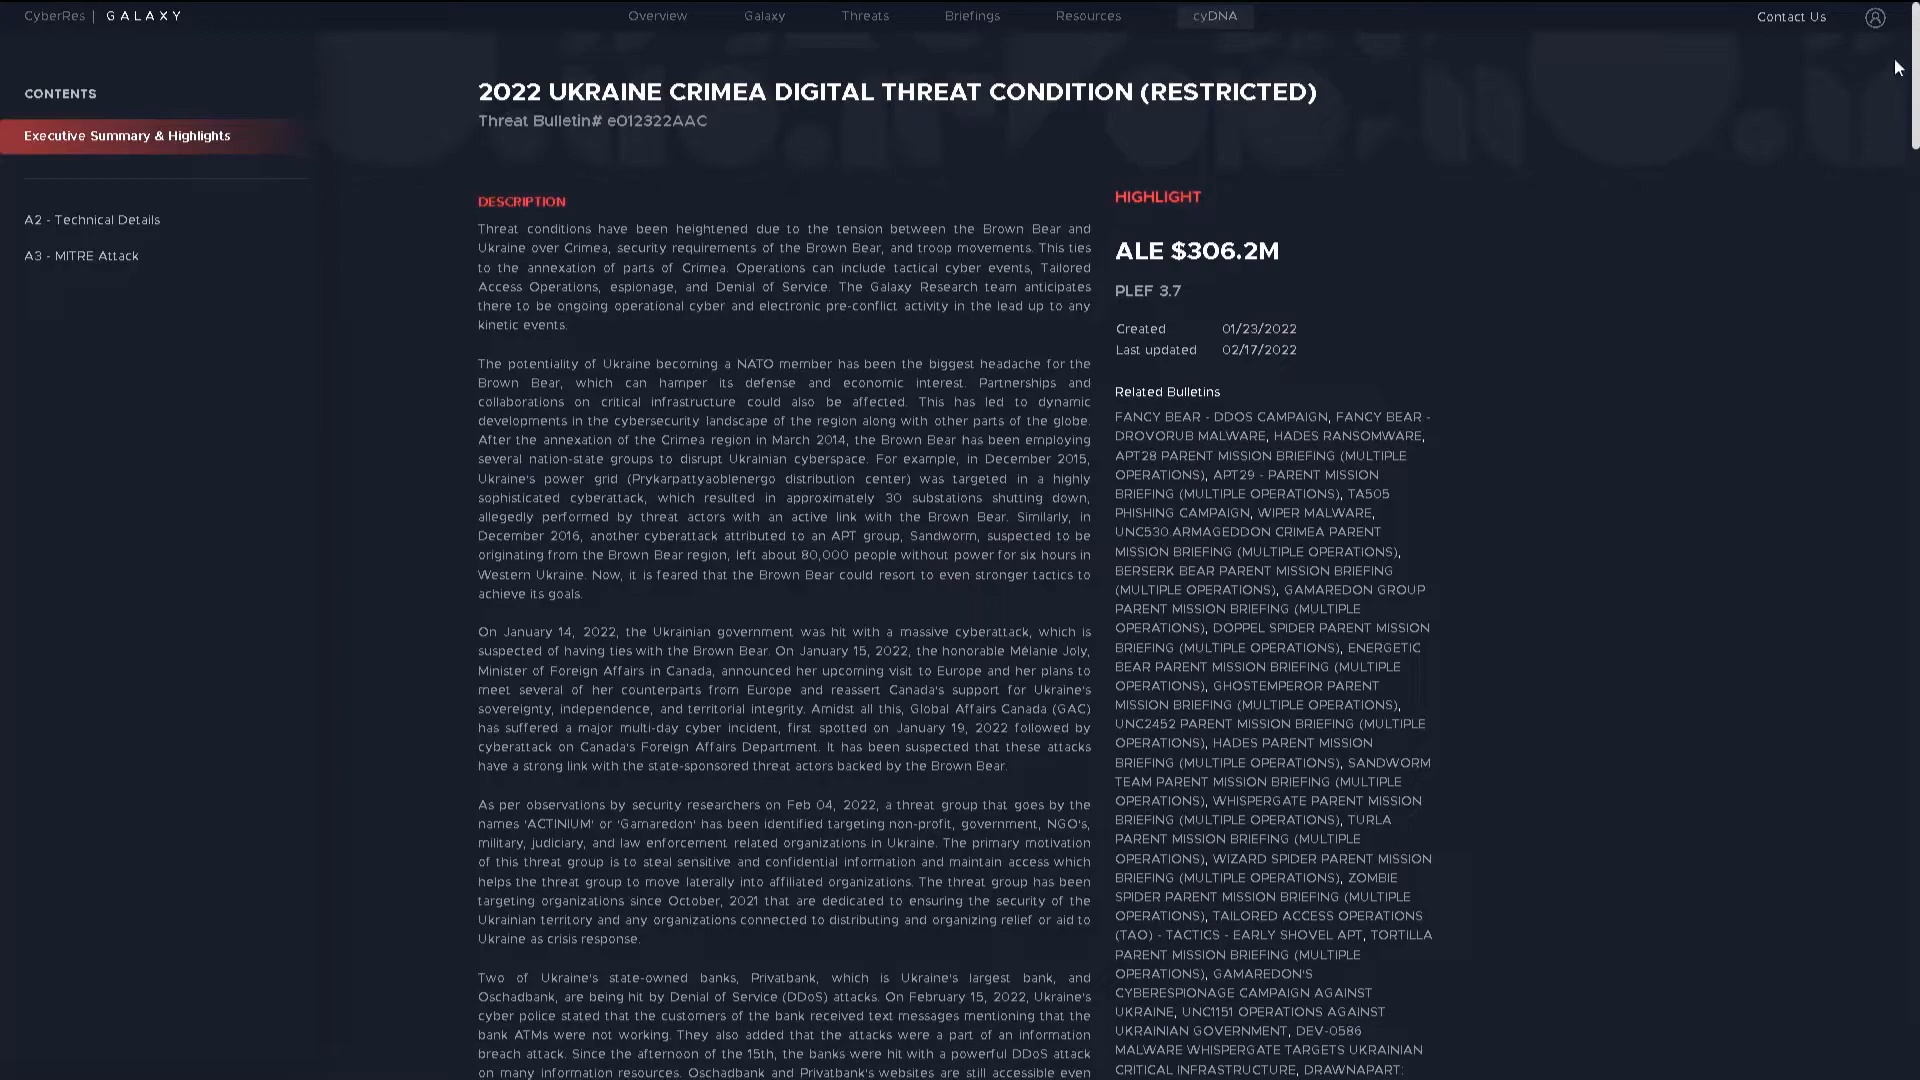 CyberRes | GALAXY
Overview
Galaxy
Threats
Briefings
Resources
cyDNA
Contact Us
CONTENTS
Executive Summary & Highlights
A2 - Technical Details
A3 - MITRE Attack
2022 UKRAINE CRIMEA DIGITAL THREAT CONDITION (RESTRICTED)
Threat Bulletin# e012322AAC
DESCRIPTION
Threat conditions have been heightened due to the tension between the Brown Bear and
Ukraine over Crimea, security requirements of the Brown Bear, and troop movements. This ties
to the annexation of parts of Crimea. Operations can include tactical cyber events, Tailored
Access Operations, espionage, and Denial of Service. The Galaxy Research team anticipates
there to be ongoing operational cyber and electronic pre-conflict activity in the lead up to any
kinetic events.
The potentiality of Ukraine becoming a NATO member has been the biggest headache for the
Brown Bear, which can hamper its defense and economic interest. Partnerships and
collaborations on critical infrastructure could also be affected. This has led to dynamic
developments in the cybersecurity landscape of the region along with other parts of the globe.
After the annexation of the Crimea region in March 2014, the Brown Bear has been employing
several nation-state groups to disrupt Ukrainian cyberspace. For example, in December 2015,
Ukraine's power grid (Prykarpattyaoblenergo distribution center) was targeted in a highly
sophisticated cyberattack, which resulted in approximately 30 substations shutting down,
allegedly performed by threat actors with an active link with the Brown Bear. Similarly, in
December 2016, another cyberattack attributed to an APT group, Sandworm, suspected to be
originating from the Brown Bear region, left about 80,000 people without power for six hours in
Western Ukraine. Now, it is feared that the Brown Bear could resort to even stronger tactics to
achieve its goals.
On January 14, 2022, the Ukrainian government was hit with a massive cyberattack, which is
suspected of having ties with the Brown Bear. On January 15, 2022, the honorable Mélanie Joly,
Minister of Foreign Affairs in Canada, announced her upcoming visit to Europe and her plans to
meet several of her counterparts from Europe and reassert Canada's support for Ukraine's
sovereignty, independence, and territorial integrity. Amidst all this, Global Affairs Canada (GAC)
has suffered a major multi-day cyber incident, first spotted on January 19, 2022 followed by
cyberattack on Canada's Foreign Affairs Department. It has been suspected that these attacks
have a strong link with the state-sponsored threat actors backed by the Brown Bear.
As per observations by security researchers on Feb 04, 2022, a threat group that goes by the
names 'ACTINIUM' or 'Gamaredon' has been identified targeting non-profit, government, NGO's,
military, judiciary, and law enforcement related organizations in Ukraine. The primary motivation
of this threat group is to steal sensitive and confidential information and maintain access which
helps the threat group to move laterally into affiliated organizations. The threat group has been
targeting organizations since October, 2021 that are dedicated to ensuring the security of the
Ukrainian territory and any organizations connected to distributing and organizing relief or aid to
Ukraine as crisis response.
Two of Ukraine's state-owned banks, Privatbank, which is Ukraine's largest bank, and
Oschadbank, are being hit by Denial of Service (DDoS) attacks. On February 15, 2022, Ukraine's
cyber police stated that the customers of the bank received text messages mentioning that the
bank ATMs were not working. They also added that the attacks were a part of an information
breach attack. Since the afternoon of the 15th, the banks were hit with a powerful DDoS attack
on many information resources. Oschadbank and Privatbank's websites are still accessible even
HIGHLIGHT
ALE $306.2M
PLEF 3.7
Created 01/23/2022
Last updated 02/17/2022
Related Bulletins
FANCY BEAR - DDOS CAMPAIGN, FANCY BEAR -
DROVORUB MALWARE, HADES RANSOMWARE,
APT28 PARENT MISSION BRIEFING (MULTIPLE
OPERATIONS), APT29 - PARENT MISSION
BRIEFING (MULTIPLE OPERATIONS), TA505
PHISHING CAMPAIGN, WIPER MALWARE,
UNC530.ARMAGEDDON CRIMEA PARENT
MISSION BRIEFING (MULTIPLE OPERATIONS),
BERSERK BEAR PARENT MISSION BRIEFING
(MULTIPLE OPERATIONS), GAMAREDON GROUP
PARENT MISSION BRIEFING (MULTIPLE
OPERATIONS), DOPPEL SPIDER PARENT MISSION
BRIEFING (MULTIPLE OPERATIONS), ENERGETIC
BEAR PARENT MISSION BRIEFING (MULTIPLE
OPERATIONS), GHOSTEMPEROR PARENT
MISSION BRIEFING (MULTIPLE OPERATIONS),
UNC2452 PARENT MISSION BRIEFING (MULTIPLE
OPERATIONS), HADES PARENT MISSION
BRIEFING (MULTIPLE OPERATIONS), SANDWORM
TEAM PARENT MISSION BRIEFING (MULTIPLE
OPERATIONS), WHISPERGATE PARENT MISSION
BRIEFING (MULTIPLE OPERATIONS), TURLA
PARENT MISSION BRIEFING (MULTIPLE
OPERATIONS), WIZARD SPIDER PARENT MISSION
BRIEFING (MULTIPLE OPERATIONS), ZOMBIE
SPIDER PARENT MISSION BRIEFING (MULTIPLE
OPERATIONS), TAILORED ACCESS OPERATIONS
(TAO) - TACTICS - EARLY SHOVEL APT, TORTILLA
PARENT MISSION BRIEFING (MULTIPLE
OPERATIONS), GAMAREDON'S
CYBERESPIONAGE CAMPAIGN AGAINST
UKRAINE, UNC1151 OPERATIONS AGAINST
UKRAINIAN GOVERNMENT, DEV-0586
MALWARE WHISPERGATE TARGETS UKRAINIAN
CRITICAL INFRASTRUCTURE, DRAWNAPART: